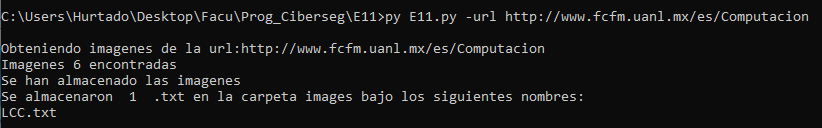 C:\Users\Hurtado\Desktop\Facu\Prog_Ciberseg\E11>py E11.py -url http://www.fcfm.uanl.mx/es/Computacion
Obteniendo imagenes de la url:http://www.fcfm.uanl.mx/es/Computacion
Imagenes 6 encontradas
Se han almacenado las imagenes
Se almacenaron  1  .txt en la carpeta images bajo los siguientes nombres:
LCC.txt